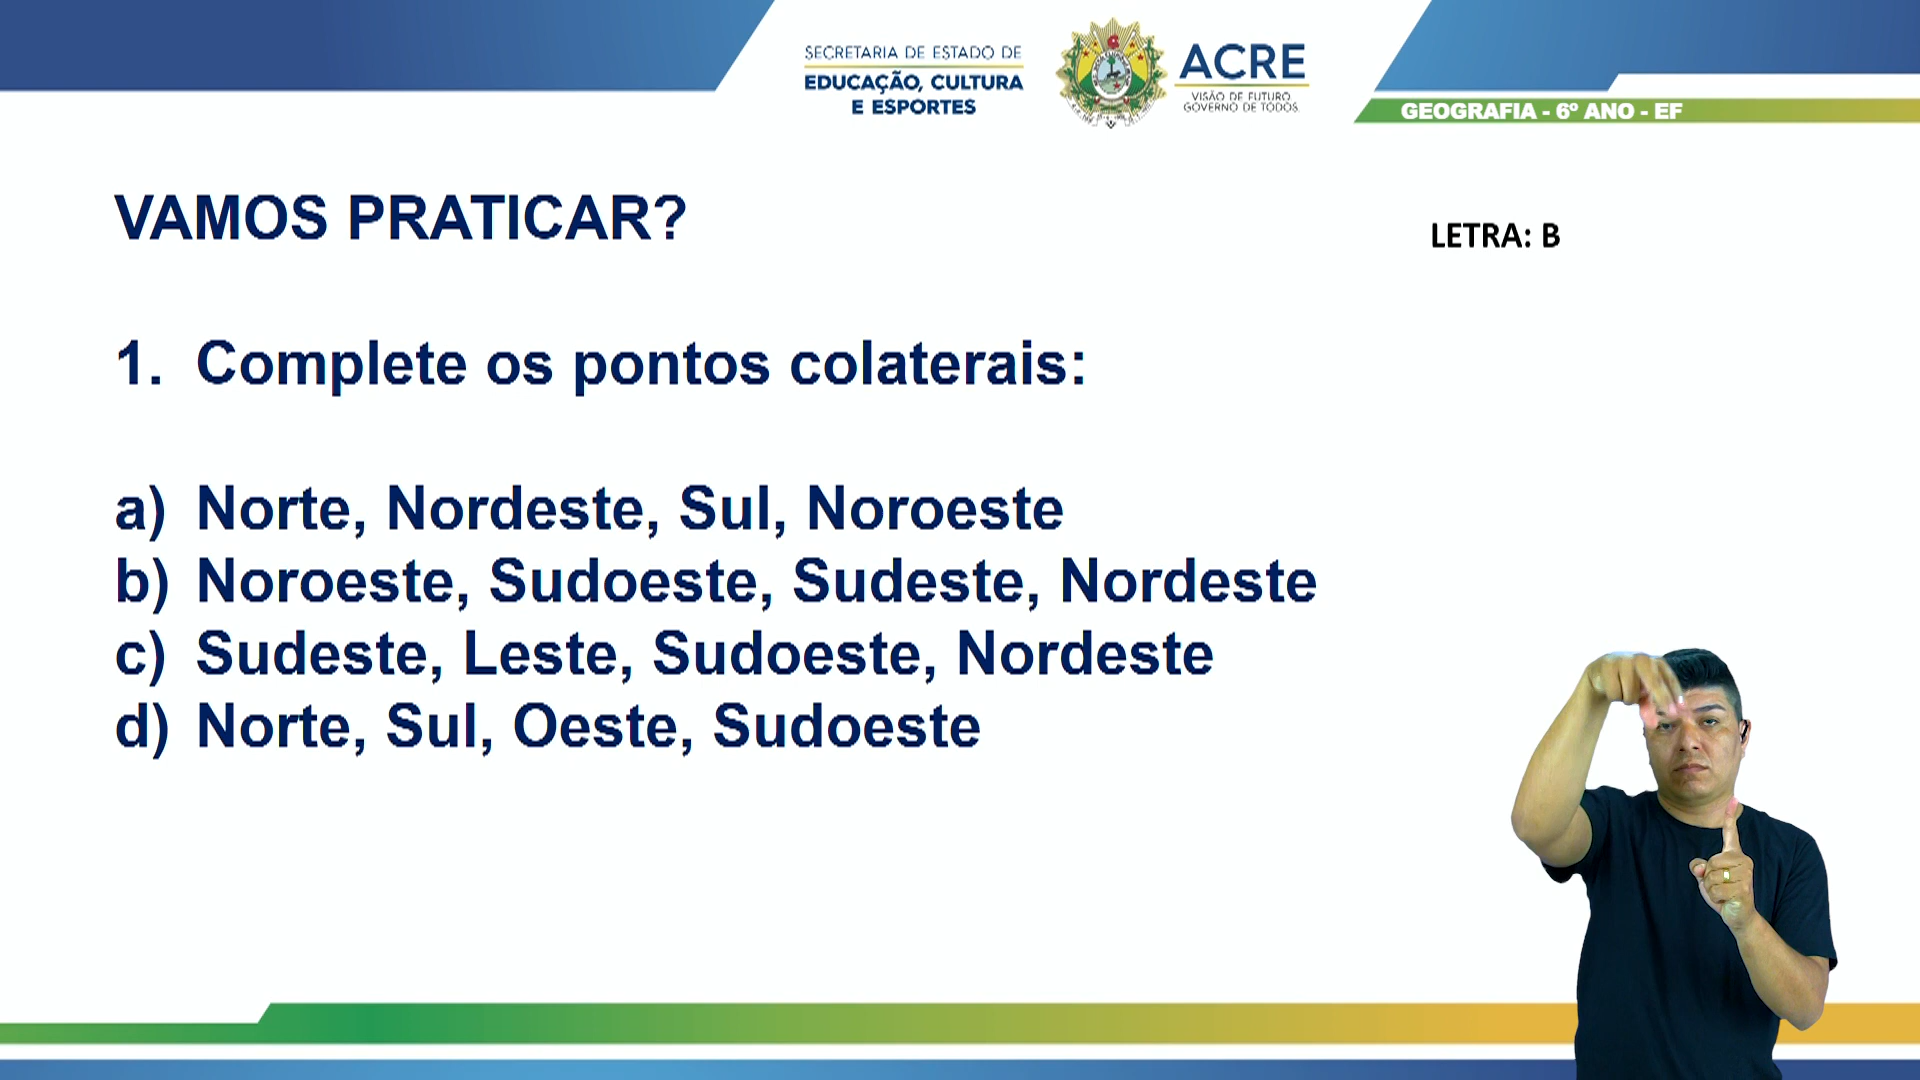 SECRETARIA DE ESTADO DE
EDUCAÇÃO, CULTURA
E ESPORTES
ACRE
VISÃO DE FUTURO.
GOVERNO DE TODOS.
GEOGRAFIA - 6º ANO - EF
VAMOS PRATICAR?
LETRA: B
1. Complete os pontos colaterais:
a) Norte, Nordeste, Sul, Noroeste
b) Noroeste, Sudoeste, Sudeste, Nordeste
c) Sudeste, Leste, Sudoeste, Nordeste
d) Norte, Sul, Oeste, Sudoeste